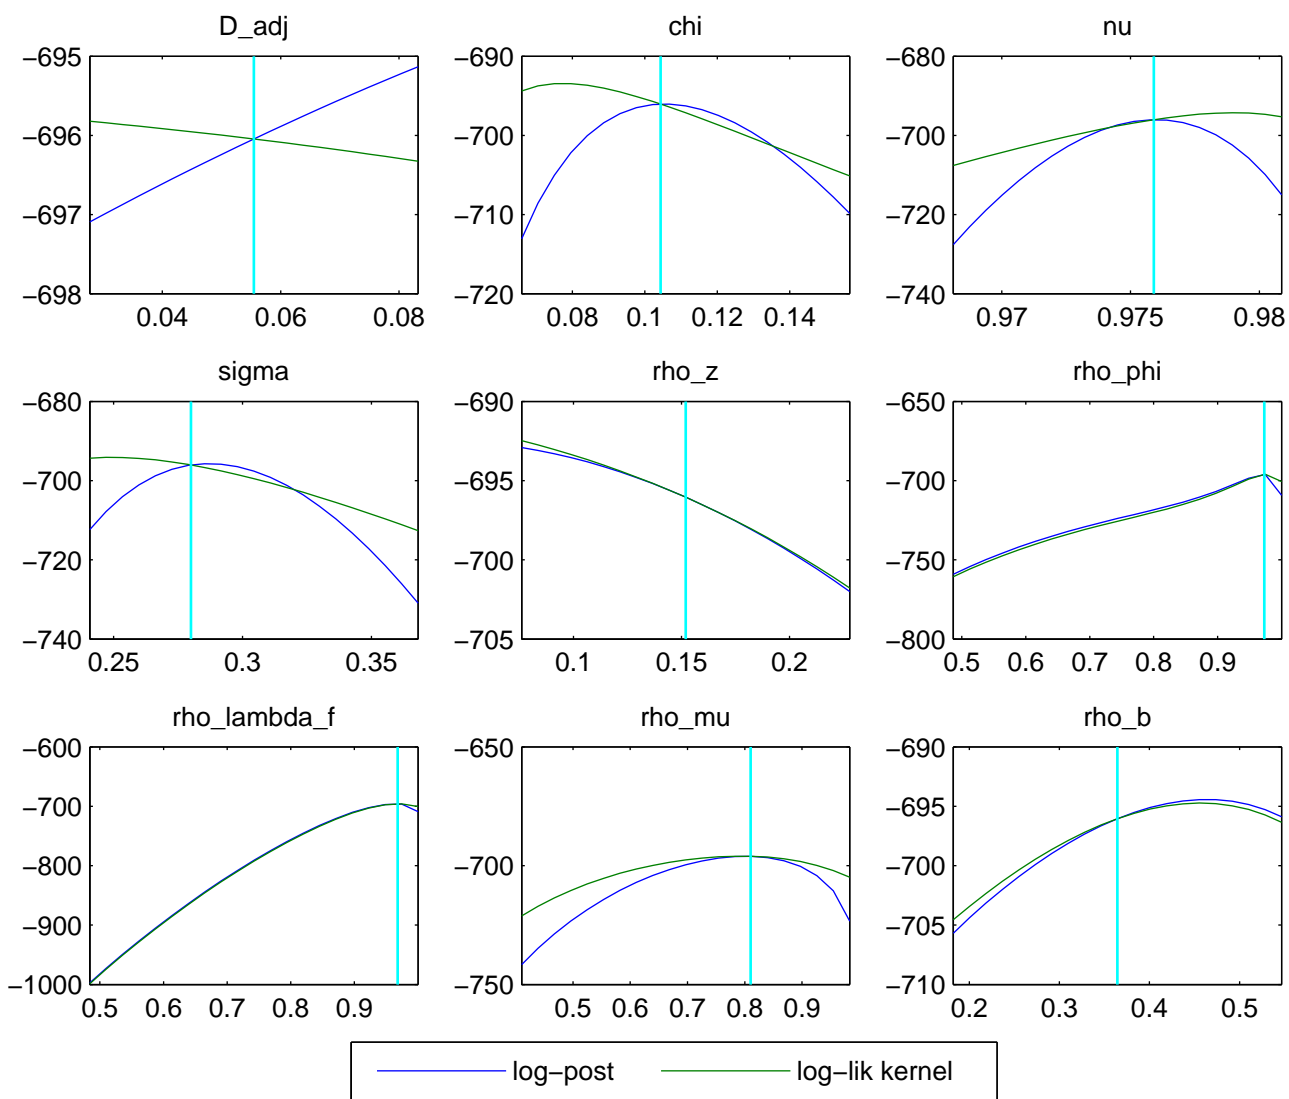 D_adj
−695
−696
−697
−698
0.04 0.06 0.08
chi
−690
−700
−710
−720
0.08 0.1 0.12 0.14
nu
−680
−700
−720
−740
0.97 0.975 0.98
sigma
−680
−700
−720
−740
0.25 0.3 0.35
rho_z
−690
−695
−700
−705
0.1 0.15 0.2
rho_phi
−650
−700
−750
−800
0.5 0.6 0.7 0.8 0.9
rho_lambda_f
−600
−700
−800
−900
−1000
0.5 0.6 0.7 0.8 0.9
rho_mu
−650
−700
−750
0.5 0.6 0.7 0.8 0.9
rho_b
−690
−695
−700
−705
−710
0.2 0.3 0.4 0.5
log−post
log−lik kernel